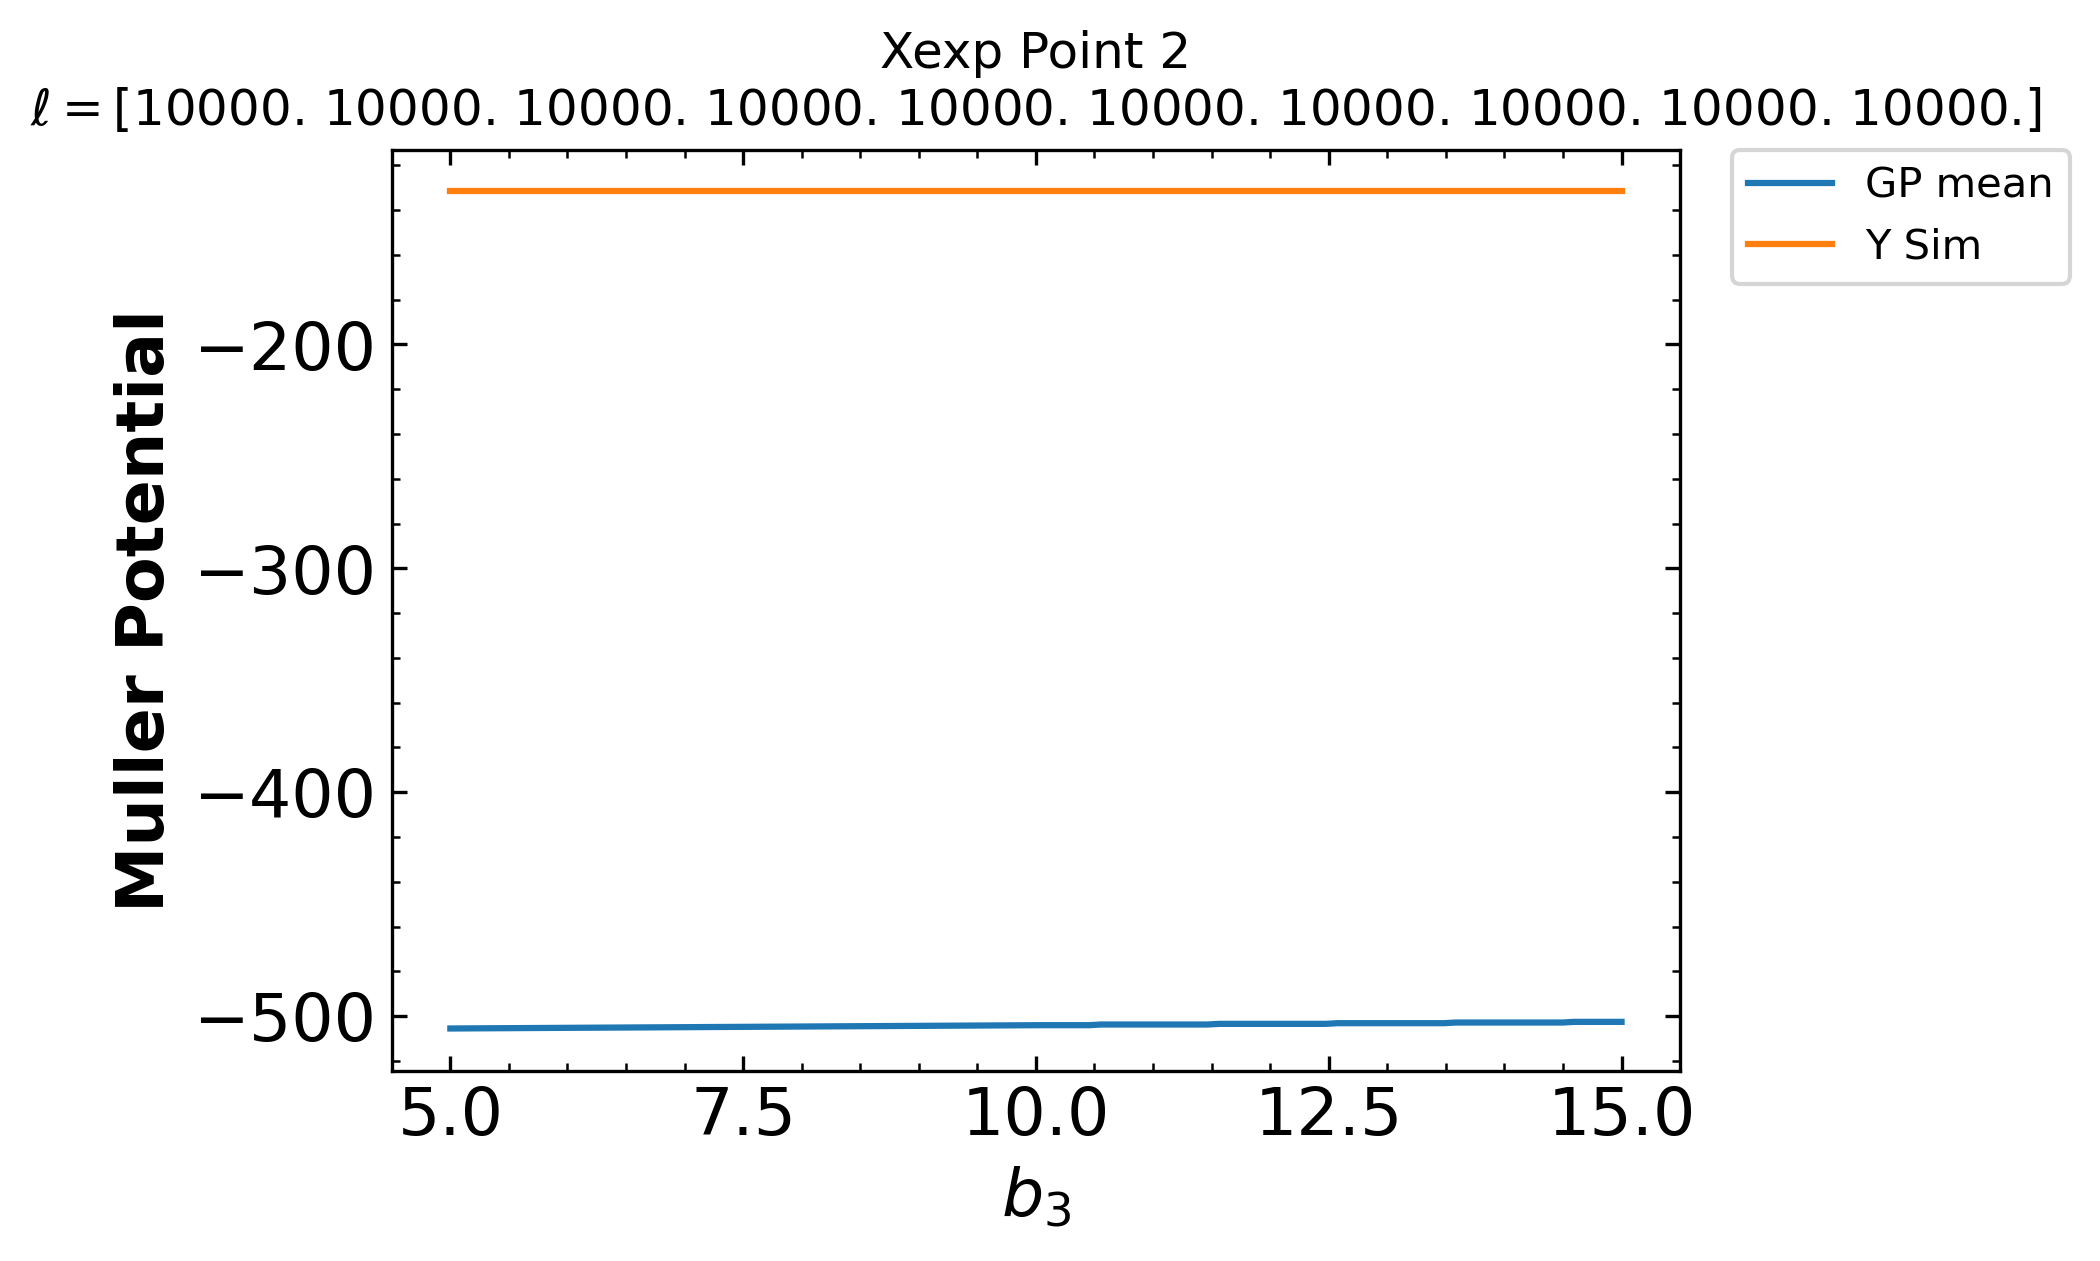 Xexp Point 2
ℓ = [10000. 10000. 10000. 10000. 10000. 10000. 10000. 10000. 10000. 10000.]
GP mean
Y Sim
Muller Potential
−200
−300
−400
−500
5.0 7.5 10.0 12.5 15.0
b₃